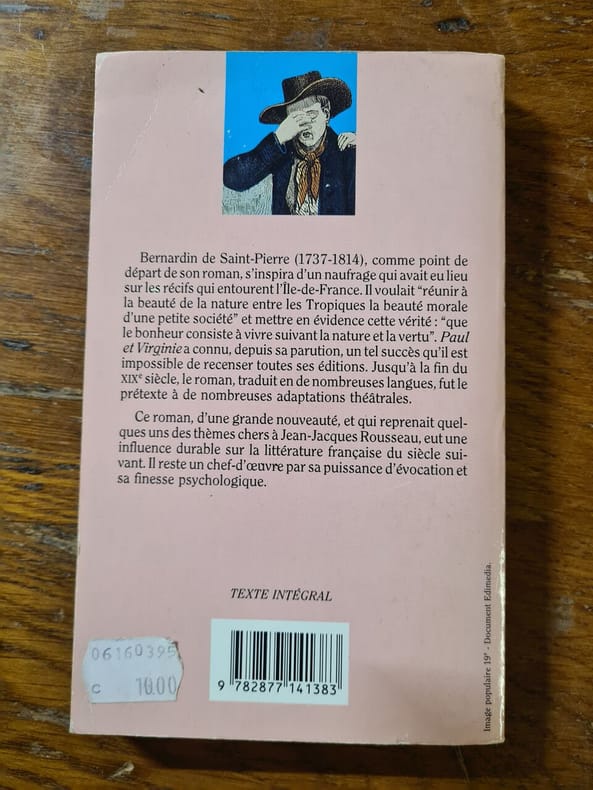 Bernardin de Saint-Pierre (1737-1814), comme point de
départ de son roman, s'inspira d'un naufrage qui avait eu lieu
sur les récifs qui entourent l'Île-de-France. Il voulait “réunir à
la beauté de la nature entre les Tropiques la beauté morale
d'une petite société” et mettre en évidence cette vérité : “que
le bonheur consiste à vivre suivant la nature et la vertu”. Paul
et Virginie a connu, depuis sa parution, un tel succès qu'il est
impossible de recenser toutes ses éditions. Jusqu'à la fin du
XIXe siècle, le roman, traduit en de nombreuses langues, fut le
prétexte à de nombreuses adaptations théâtrales.
Ce roman, d'une grande nouveauté, et qui reprenait quel-
ques uns des thèmes chers à Jean-Jacques Rousseau, eut une
influence durable sur la littérature française du siècle sui-
vant. Il reste un chef-d'œuvre par sa puissance d'évocation et
sa finesse psychologique.
TEXTE INTÉGRAL
06160395
C 10.00
9 782877 141383
Image populaire 19e - Document Edimedia.